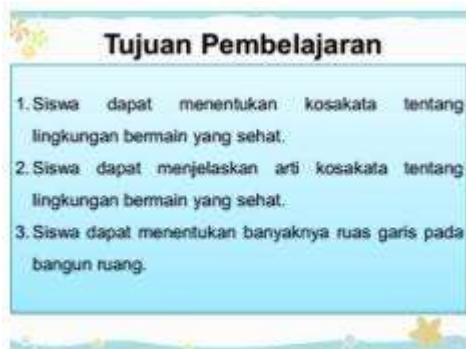 Tujuan Pembelajaran
1. Siswa dapat menentukan kosakata tentang
lingkungan bermain yang sehat.
2. Siswa dapat menjelaskan arti kosakata tentang
lingkungan bermain yang sehat.
3. Siswa dapat menentukan banyaknya ruas garis pada
bangun ruang.